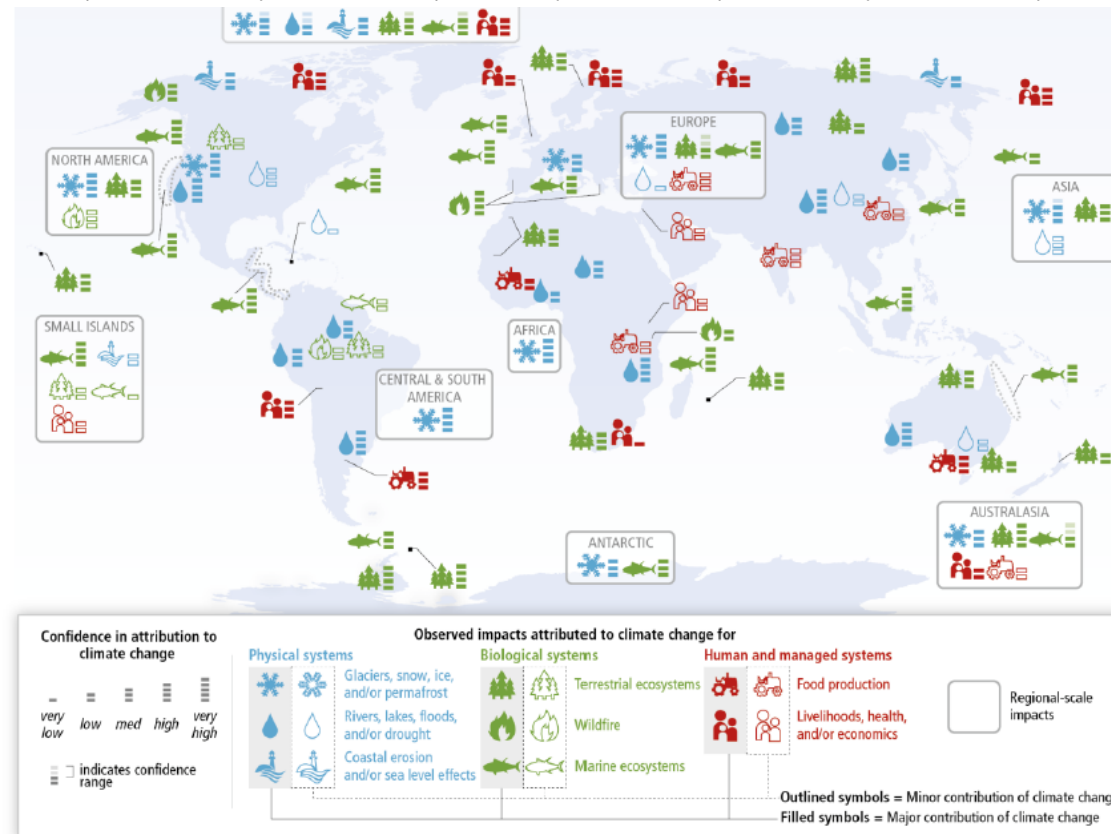 NORTH AMERICA
EUROPE
ASIA
SMALL ISLANDS
AFRICA
CENTRAL & SOUTH
AMERICA
AUSTRALASIA
ANTARCTIC
Confidence in attribution to
climate change
very
low
low
med
high
very
high
indicates confidence
range
Observed impacts attributed to climate change for
Physical systems
Glaciers, snow, ice,
and/or permafrost
Rivers, lakes, floods,
and/or drought
Coastal erosion
and/or sea level effects
Biological systems
Terrestrial ecosystems
Wildfire
Marine ecosystems
Human and managed systems
Food production
Livelihoods, health,
and/or economics
Regional-scale
impacts
Outlined symbols = Minor contribution of climate chang
Filled symbols = Major contribution of climate change